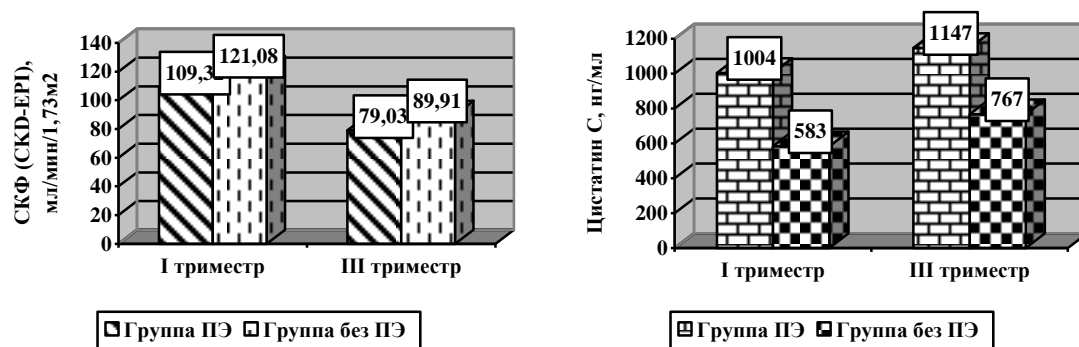 СКФ (CKD-EPI),
мл/мин/1,73м2
140
120
100
80
60
40
20
0
109,3
121,08
79,03
89,91
I триместр
III триместр
Группа ПЭ
Группа без ПЭ
Цистатин С, нг/мл
1200
1000
800
600
400
200
0
1004
583
1147
767
I триместр
III триместр
Группа ПЭ
Группа без ПЭ